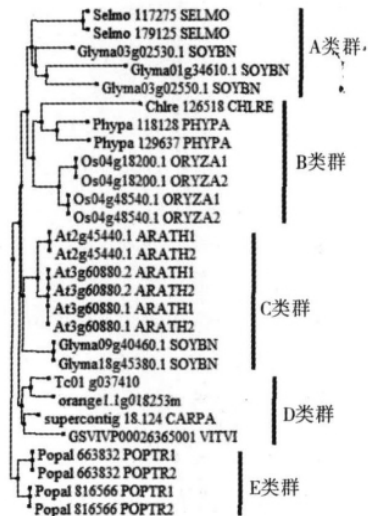 Selmo 117275 SELMO
Selmo 179125 SELMO
Glyma03g02530.1 SOYBN
Glyma01g34610.1 SOYBN
Glyma03g02550.1 SOYBN
A类群
Chlre 126518 CHLRE
Phypa 118128 PHYPA
Phypa 129637 PHYPA
Os04g18200.1 ORYZA1
Os04g18200.1 ORYZA2
Os04g48540.1 ORYZA1
Os04g48540.1 ORYZA2
B类群
At2g45440.1 ARATH1
At2g45440.1 ARATH2
At3g60880.2 ARATH1
At3g60880.2 ARATH2
At3g60880.1 ARATH1
At3g60880.1 ARATH2
Glyma09g40460.1 SOYBN
Glyma18g45380.1 SOYBN
C类群
Tc01 g037410
orange1.1g018253m
supercontig 18.124 CARPA
GSVIVP00026365001 VITVI
D类群
Popal 663832 POPTR1
Popal 663832 POPTR2
Popal 816566 POPTR1
Popal 816566 POPTR2
E类群